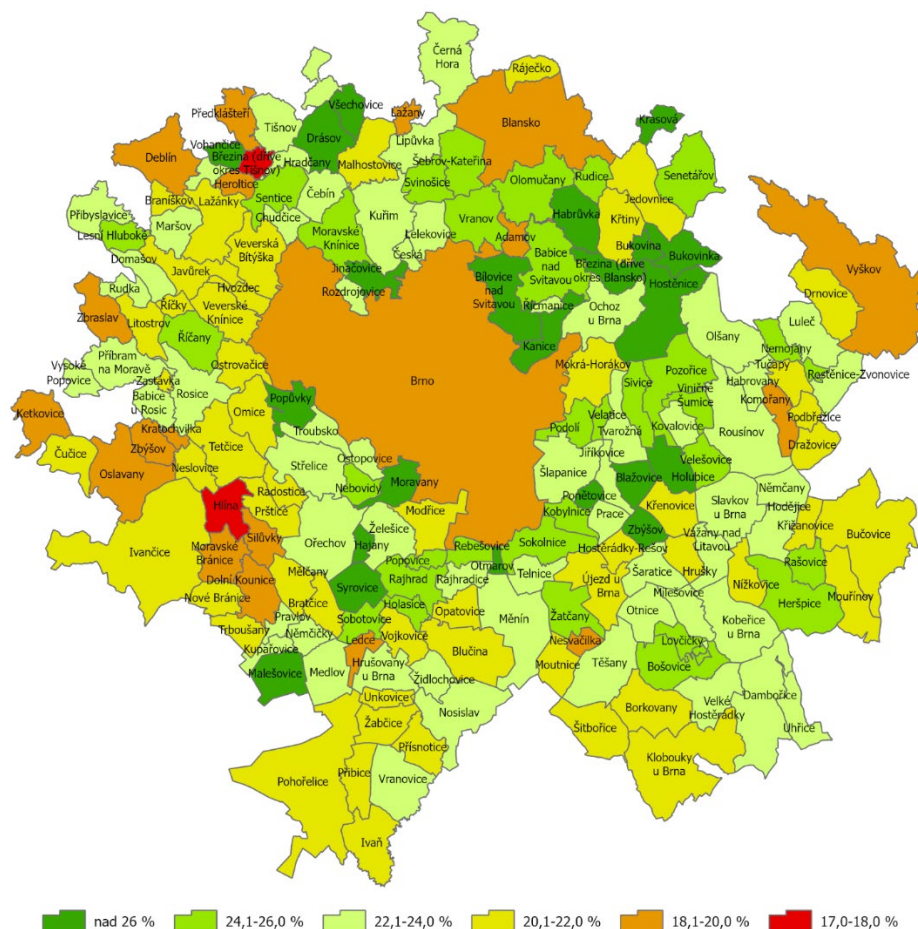 Černá
Hora
Ráječko
Předklášteří
Všechovice
Lažany
Blansko
Krasová
Tišnov
Drásov
Vohančice
Lipůvka
Deblín
Březina (dříve
okres Tišnov)
Hradčany
Malhostovice
Šebrov-Kateřina
Olomučany
Rudice
Senetářov
Heroltice
Svinošice
Jedovnice
Braníškov
Lažánky
Sentice
Čebín
Habrůvka
Křtiny
Přibyslavice
Maršov
Chudčice
Kuřim
Vranov
Lesní Hluboké
Moravské
Knínice
Lelekovice
Adamov
Bukovina
Veverská
Bítýška
Česká
Babice
nad
Svitavou
Bukovinka
Vyškov
Domašov
Javůrek
Jinačovice
Bílovice
nad
Svitavou
Březina (dříve
okres Blansko)
Rudka
Hvozdec
Rozdrojovice
Hostěnice
Drnovice
Zbraslav
Říčky
Veverské
Knínice
Řícmanice
Ochoz
u Brna
Luleč
Litostrov
Říčany
Kanice
Olšany
Nemojany
Vysoké
Popovice
Příbram
na Moravě
Ostrovačice
Mokrá-Horákov
Pozořice
Tučapy
Rostěnice-Zvonovice
Zastávka
Brno
Sivice
Viničné
Šumice
Habrovany
Komořany
Babice
u Rosic
Rosice
Popůvky
Podbřežice
Ketkovice
Omice
Velatice
Kratochvilka
Troubsko
Podolí
Tvarožná
Kovalovice
Rousínov
Dražovice
Čučice
Zbýšov
Tetčice
Ostopovice
Jiříkovice
Velešovice
Oslavany
Neslovice
Střelice
Šlapanice
Holubice
Němčany
Hlína
Radostice
Nebovidy
Moravany
Ponětovice
Blažovice
Slavkov
u Brna
Hodějice
Prštice
Modřice
Kobylnice
Prace
Křenovice
Bučovice
Ivančice
Silůvky
Ořechov
Želešice
Zbýšov
Vážany nad
Litavou
Křižanovice
Moravské
Bránice
Hajany
Rebešovice
Sokolnice
Hostěrádky-Rešov
Rašovice
Popovice
Otmarov
Dolní Kounice
Mělčany
Syrovice
Rajhrad
Rajhradice
Telnice
Újezd u
Brna
Šaratice
Hrušky
Nížkovice
Mouřínov
Nové Bránice
Bratčice
Holasice
Milešovice
Heršpice
Pravlov
Sobotovice
Opatovice
Měnín
Žatčany
Otnice
Kobeřice
u Brna
Trboušany
Němčičky
Vojkovice
Kupařovice
Ledce
Blučina
Nesvačilka
Lovčičky
Malešovice
Medlov
Hrušovany
u Brna
Židlochovice
Moutnice
Těšany
Bošovice
Unkovice
Nosislav
Borkovany
Velké
Hostěrádky
Dambořice
Žabčice
Šitbořice
Uhřice
Přísnotice
Pohořelice
Přibice
Vranovice
Klobouky
u Brna
Ivaň
nad 26 %
24,1-26,0 %
22,1-24,0 %
20,1-22,0 %
18,1-20,0 %
17,0-18,0 %